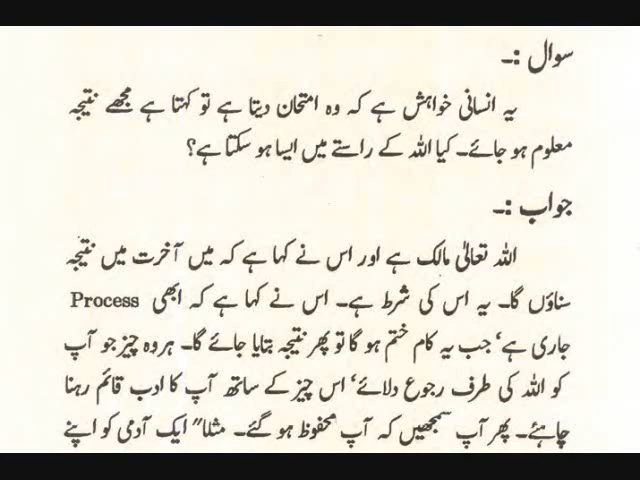 سوال :۔
یہ انسانی خواہش ہے کہ وہ امتحان دیتا ہے تو کہتا ہے مجھے نتیجہ
معلوم ہو جائے۔ کیا اللہ کے راستے میں ایسا ہو سکتا ہے؟
جواب :۔
اللہ تعالیٰ مالک ہے اور اس نے کہا ہے کہ میں آخرت میں نتیجہ
سناؤں گا۔ یہ اس کی شرط ہے۔ اس نے کہا ہے کہ ابھی Process
جاری ہے‘ جب یہ کام ختم ہو گا تو پھر نتیجہ بتایا جائے گا۔ ہر وہ چیز جو آپ
کو اللہ کی طرف رجوع دلائے‘ اس چیز کے ساتھ آپ کا ادب قائم رہنا
چاہئے۔ پھر آپ سمجھیں کہ آپ محفوظ ہو گئے۔ مثلا" ایک آدمی کو اپنے